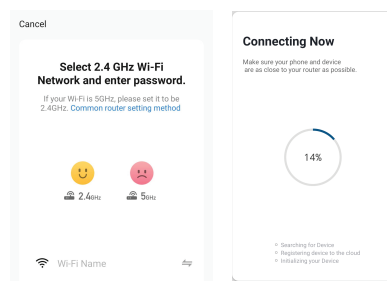 Cancel
Select 2.4 GHz Wi-Fi
Network and enter password.
If your Wi-Fi is 5GHz, please set it to be
2.4GHz. Common router setting method
2.4GHz
5GHz
Wi-Fi Name
Connecting Now
Make sure your phone and device
are as close to your router as possible.
14%
Searching for Device
Registering device to the cloud
Initializing your Device